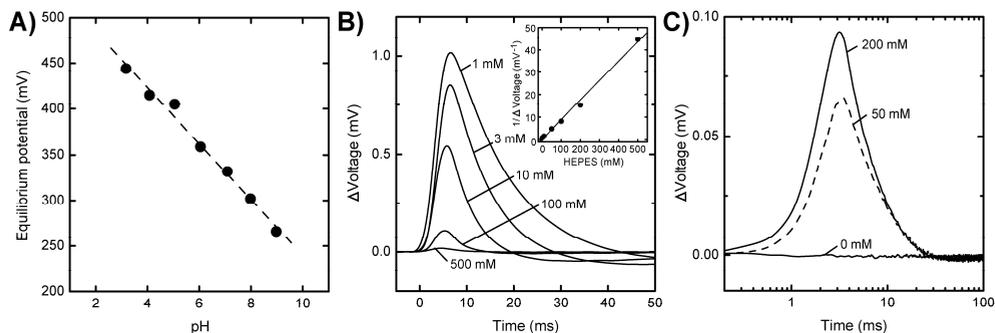 A)
Equilibrium potential (mV)
500
450
400
350
300
250
200
2
4
6
8
10
pH
B)
ΔVoltage (mV)
1.0
0.5
0.0
0
10
20
30
40
50
Time (ms)
1 mM
3 mM
10 mM
100 mM
500 mM
1/Δ Voltage (mV⁻¹)
50
40
30
20
10
0
0
100
200
300
400
500
HEPES (mM)
C)
ΔVoltage (mV)
0.10
0.05
0.00
1
10
100
Time (ms)
200 mM
50 mM
0 mM